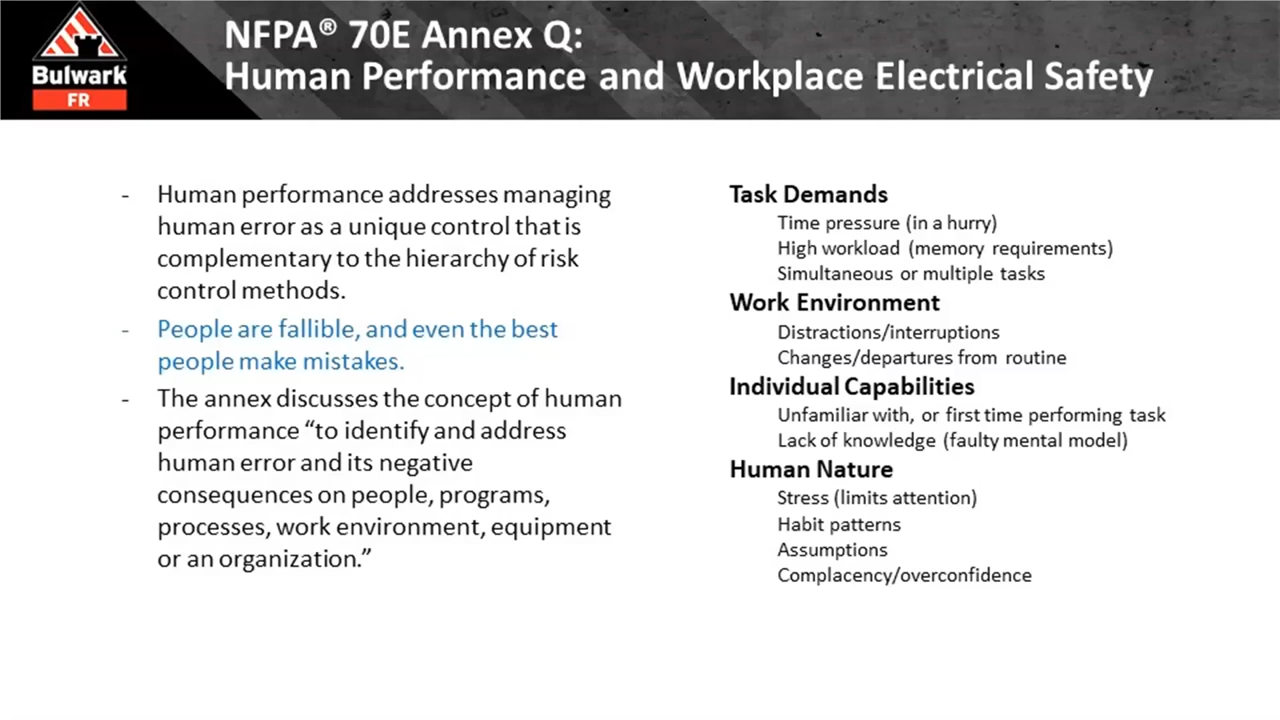 Bulwark
FR
NFPA® 70E Annex Q:
Human Performance and Workplace Electrical Safety
- Human performance addresses managing
human error as a unique control that is
complementary to the hierarchy of risk
control methods.
- People are fallible, and even the best
people make mistakes.
- The annex discusses the concept of human
performance “to identify and address
human error and its negative
consequences on people, programs,
processes, work environment, equipment
or an organization.”
Task Demands
Time pressure (in a hurry)
High workload (memory requirements)
Simultaneous or multiple tasks
Work Environment
Distractions/interruptions
Changes/departures from routine
Individual Capabilities
Unfamiliar with, or first time performing task
Lack of knowledge (faulty mental model)
Human Nature
Stress (limits attention)
Habit patterns
Assumptions
Complacency/overconfidence